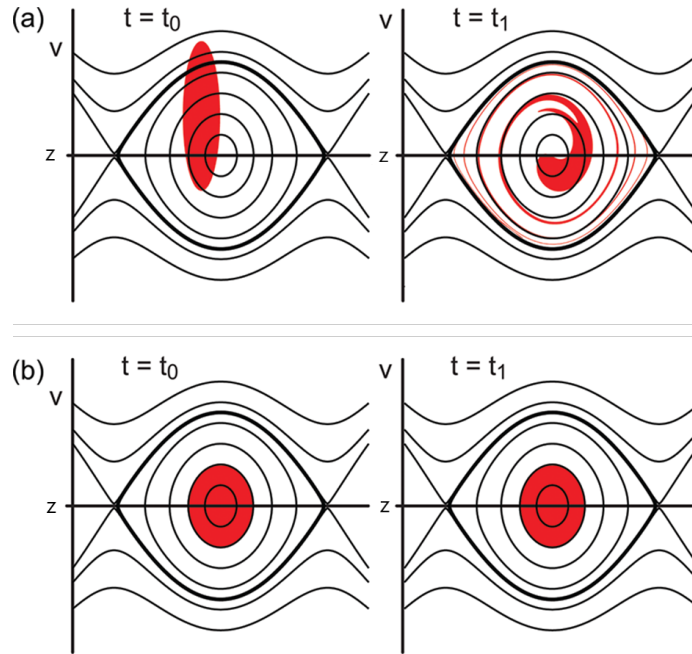 (a) t = t0 t = t1
v v
z z
(b) t = t0 t = t1
v v
z z